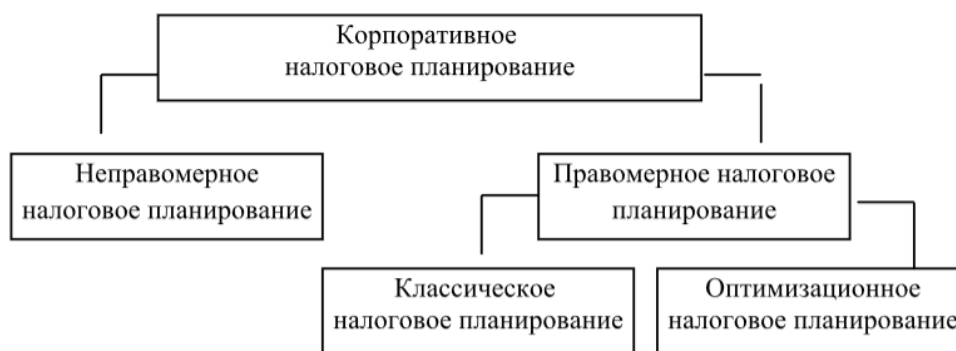 Корпоративное
налоговое планирование
Неправомерное
налоговое планирование
Правомерное налоговое
планирование
Классическое
налоговое планирование
Оптимизационное
налоговое планирование